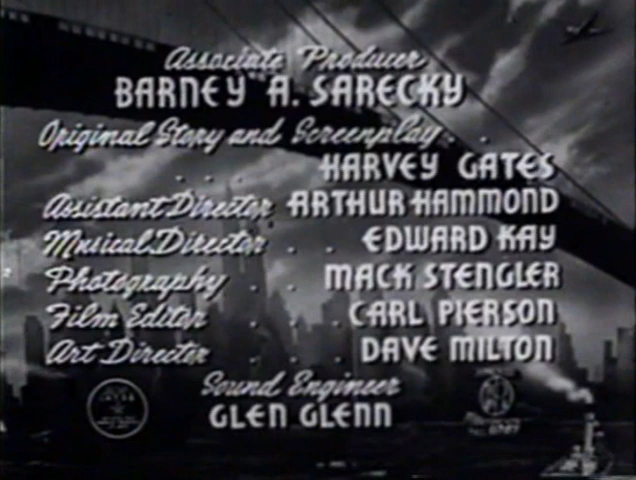 Associate Producer
BARNEY A. SARECKY
Original Story and Screenplay . .
. . . HARVEY GATES
Assistant Director ARTHUR HAMMOND
Musical Director . . EDWARD KAY
Photography . . MACK STENGLER
Film Editor . . . CARL PIERSON
Art Director . . . DAVE MILTON
Sound Engineer
GLEN GLENN